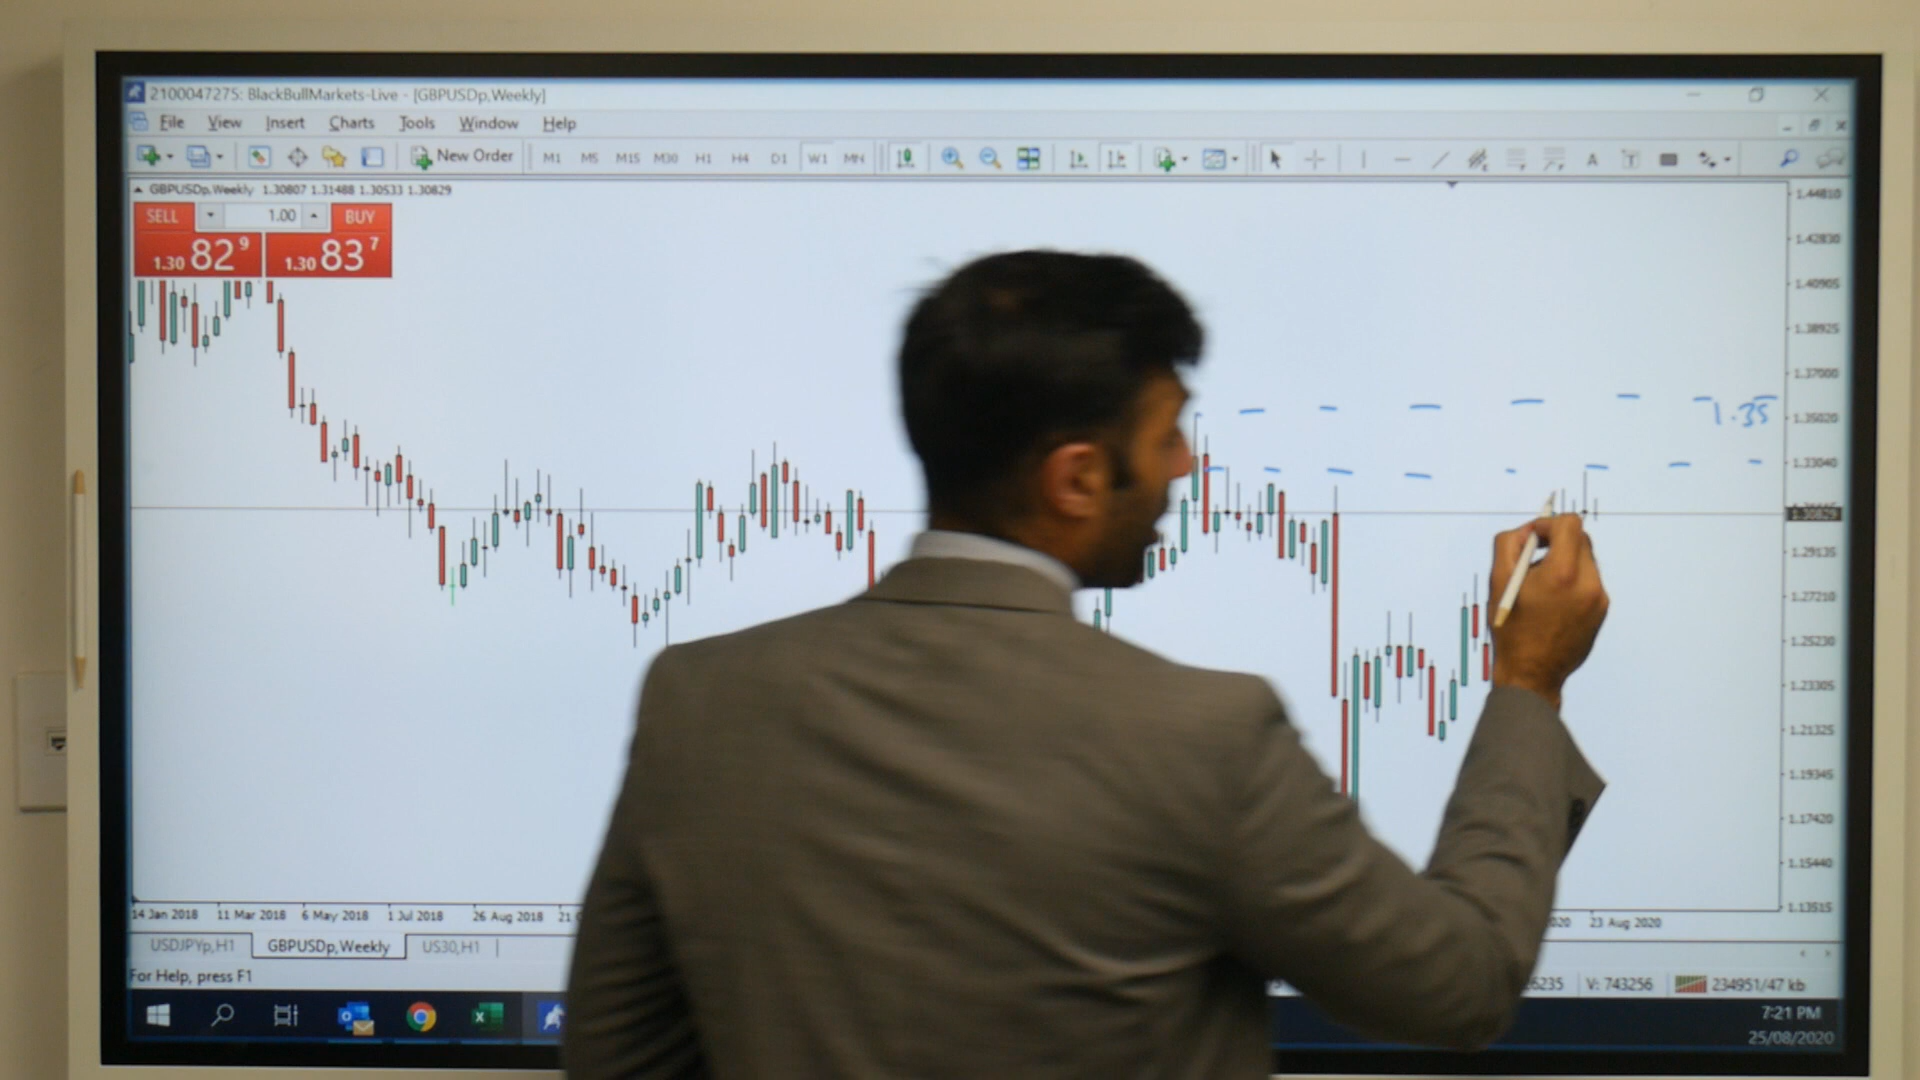 2100047275: BlackBullMarkets-Live - [GBPUSDp,Weekly]
File View Insert Charts Tools Window Help
New Order M1 M5 M15 M30 H1 H4 D1 W1 MN A T
GBPUSDp,Weekly 1.30807 1.31488 1.30533 1.30829
SELL 1.00 BUY
1.30 82 9 1.30 83 7
1.44810
1.42830
1.40905
1.38925
1.37000
1.35
1.35020
1.33040
1.30829
1.29135
1.27210
1.25230
1.23305
1.21325
1.19345
1.17420
1.15440
1.13515
14 Jan 2018 11 Mar 2018 6 May 2018 1 Jul 2018 26 Aug 2018 21 23 Aug 2020
USDJPYp,H1 GBPUSDp,Weekly US30,H1
For Help, press F1 V: 743256 234951/47 kb
7:21 PM
25/08/2020